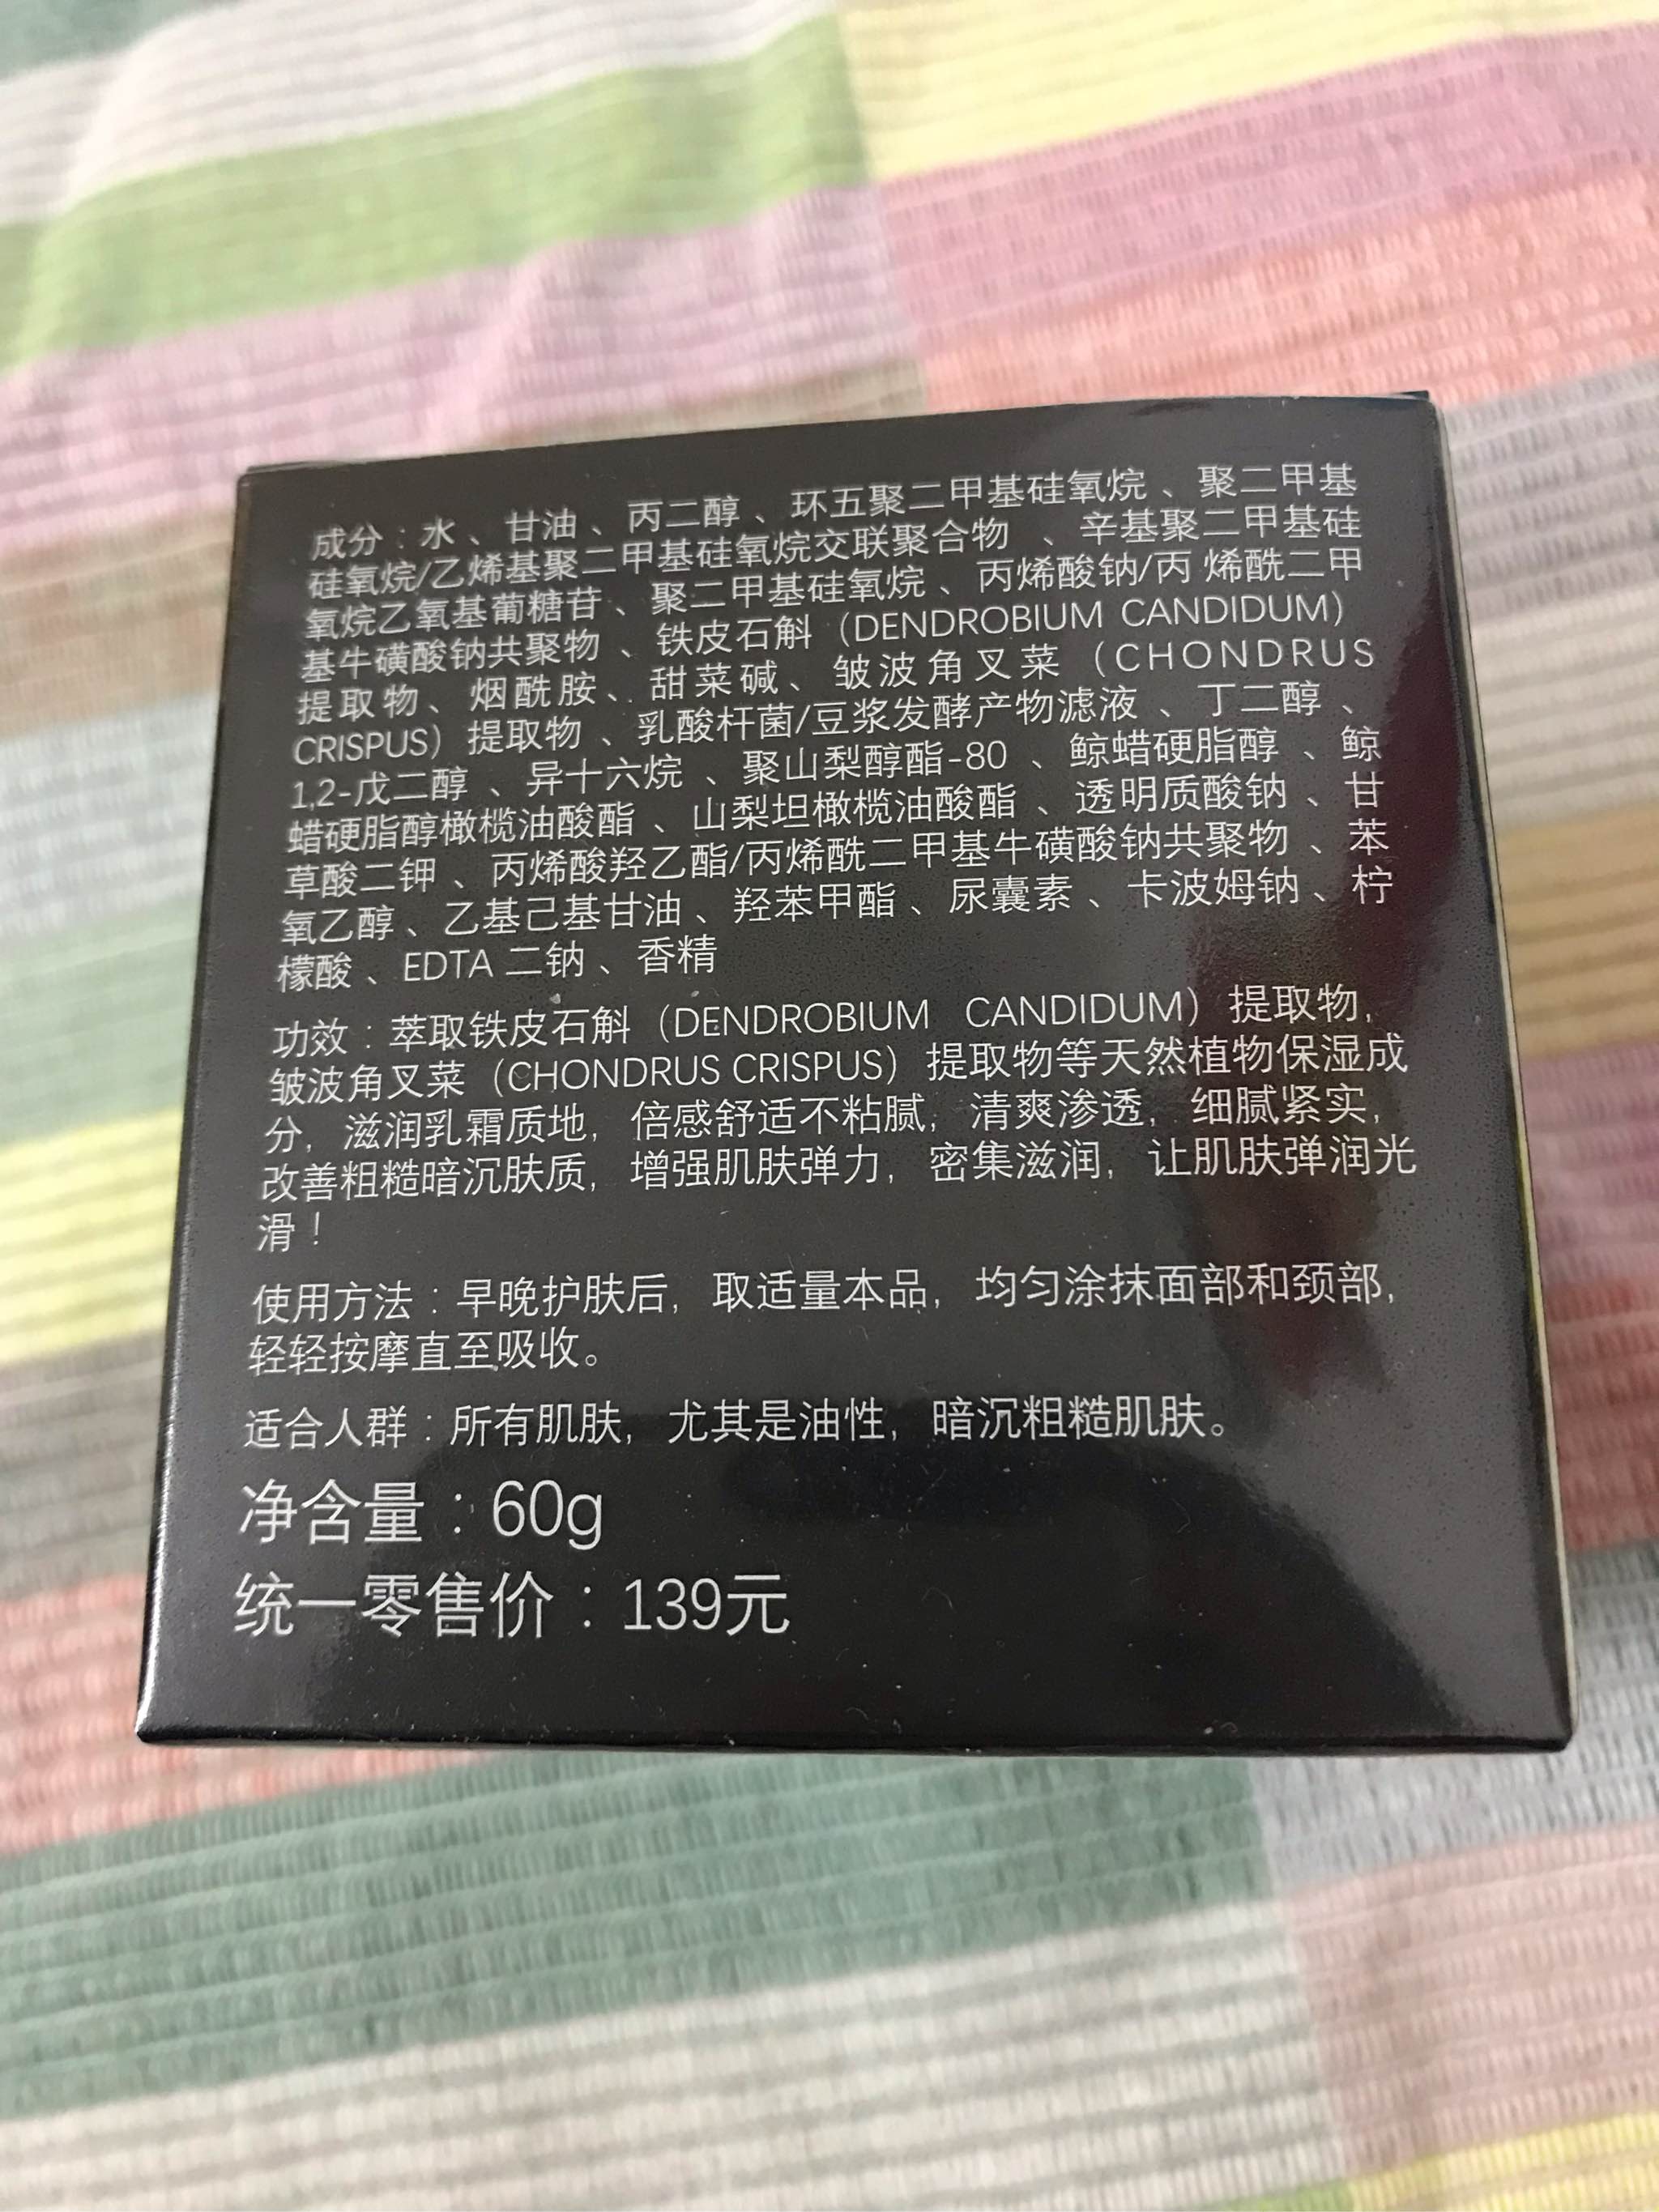 成分：水、甘油、丙二醇、环五聚二甲基硅氧烷、聚二甲基
硅氧烷/乙烯基聚二甲基硅氧烷交联聚合物、辛基聚二甲基硅
氧烷乙氧基葡糖苷、聚二甲基硅氧烷、丙烯酸钠/丙烯酰二甲
基牛磺酸钠共聚物、铁皮石斛（DENDROBIUM CANDIDUM）
提取物、烟酰胺、甜菜碱、皱波角叉菜（CHONDRUS
CRISPUS）提取物、乳酸杆菌/豆浆发酵产物滤液、丁二醇、
1,2-戊二醇、异十六烷、聚山梨醇酯-80、鲸蜡硬脂醇、鲸
蜡硬脂醇橄榄油酸酯、山梨坦橄榄油酸酯、透明质酸钠、甘
草酸二钾、丙烯酸羟乙酯/丙烯酰二甲基牛磺酸钠共聚物、苯
氧乙醇、乙基己基甘油、羟苯甲酯、尿囊素、卡波姆钠、柠
檬酸、EDTA 二钠、香精
功效：萃取铁皮石斛（DENDROBIUM CANDIDUM）提取物，
皱波角叉菜（CHONDRUS CRISPUS）提取物等天然植物保湿成
分，滋润乳霜质地，倍感舒适不粘腻，清爽渗透，细腻紧实，
改善粗糙暗沉肤质，增强肌肤弹力，密集滋润，让肌肤弹润光
滑！
使用方法：早晚护肤后，取适量本品，均匀涂抹面部和颈部，
轻轻按摩直至吸收。
适合人群：所有肌肤，尤其是油性，暗沉粗糙肌肤。
净含量：60g
统一零售价：139元